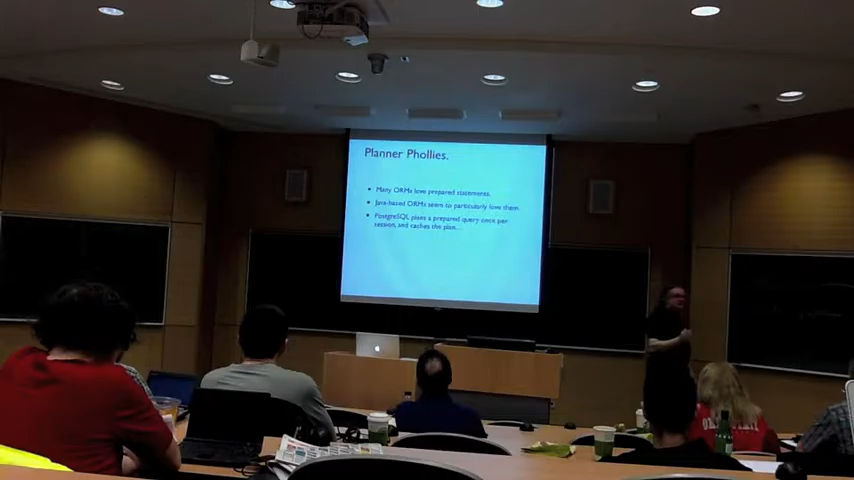 Planner Phollies.
• Many ORMs love prepared statements.
• Java-based ORMs seem to particularly love them.
• PostgreSQL plans a prepared query once per
session, and caches the plan...